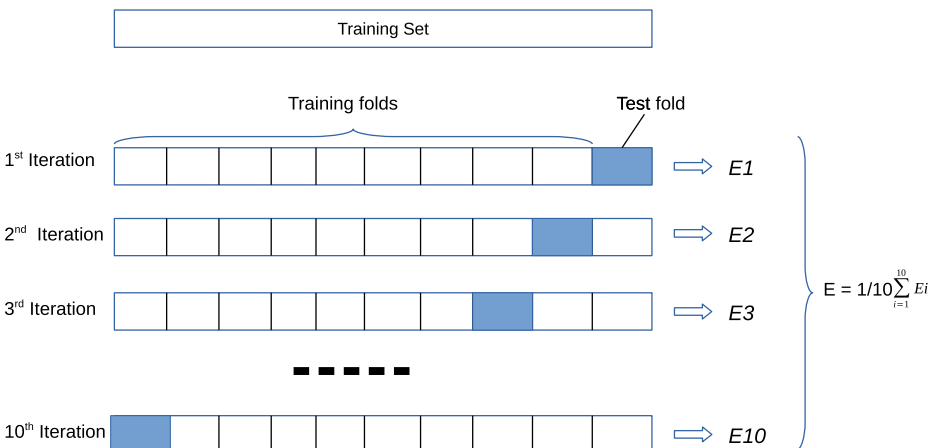 Training Set
Training folds
Test fold
1st Iteration
E1
2nd Iteration
E2
3rd Iteration
E3
E = 1/10 10∑i=1 Ei
10th Iteration
E10